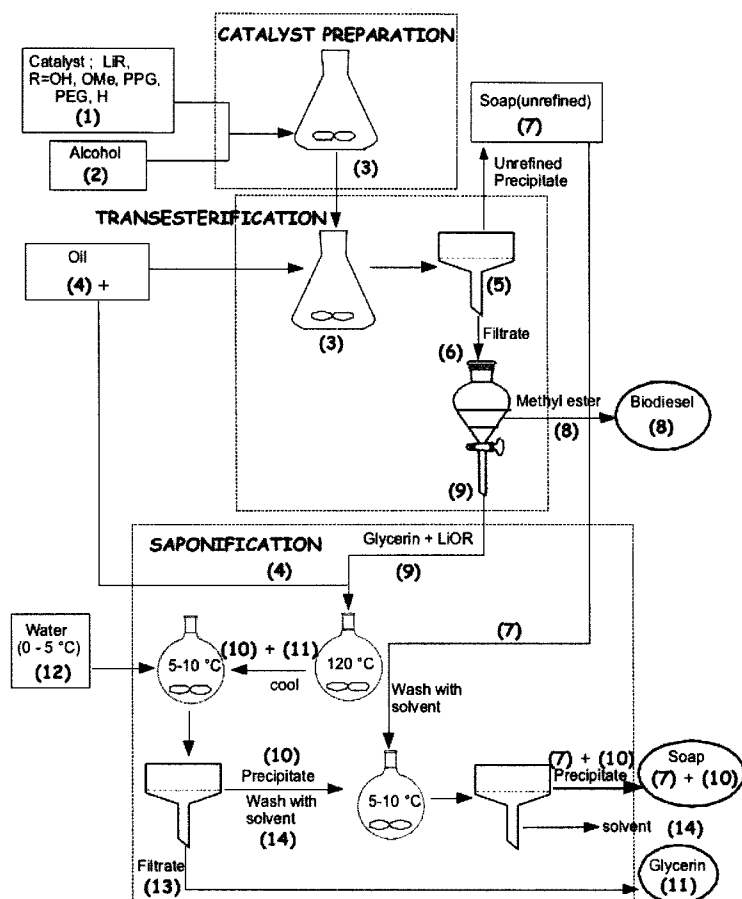 CATALYST PREPARATION
Catalyst ; LiR,
R=OH, OMe, PPG,
PEG, H
(1)
Alcohol
(2)
(3)
Soap(unrefined)
(7)
Unrefined
Precipitate
TRANSESTERIFICATION
Oil
(4) +
(3)
(5)
Filtrate
(6)
Methyl ester
(8)
Biodiesel
(8)
(9)
SAPONIFICATION
Glycerin + LiOR
(4)
(9)
(7)
Water
(0 - 5 °C)
(12)
5-10 °C
(10) + (11)
cool
120 °C
Wash with
solvent
(10)
Precipitate
Wash with
solvent
(14)
5-10 °C
(7) + (10)
Precipitate
Soap
(7) + (10)
solvent (14)
Filtrate
(13)
Glycerin
(11)